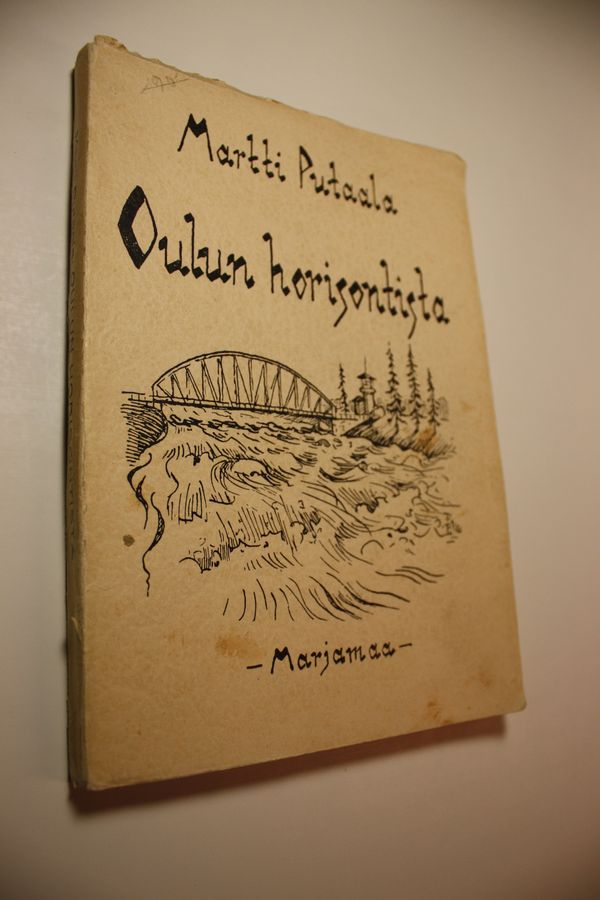 Martti Putaala
Oulun horisontista
- Marjamaa -